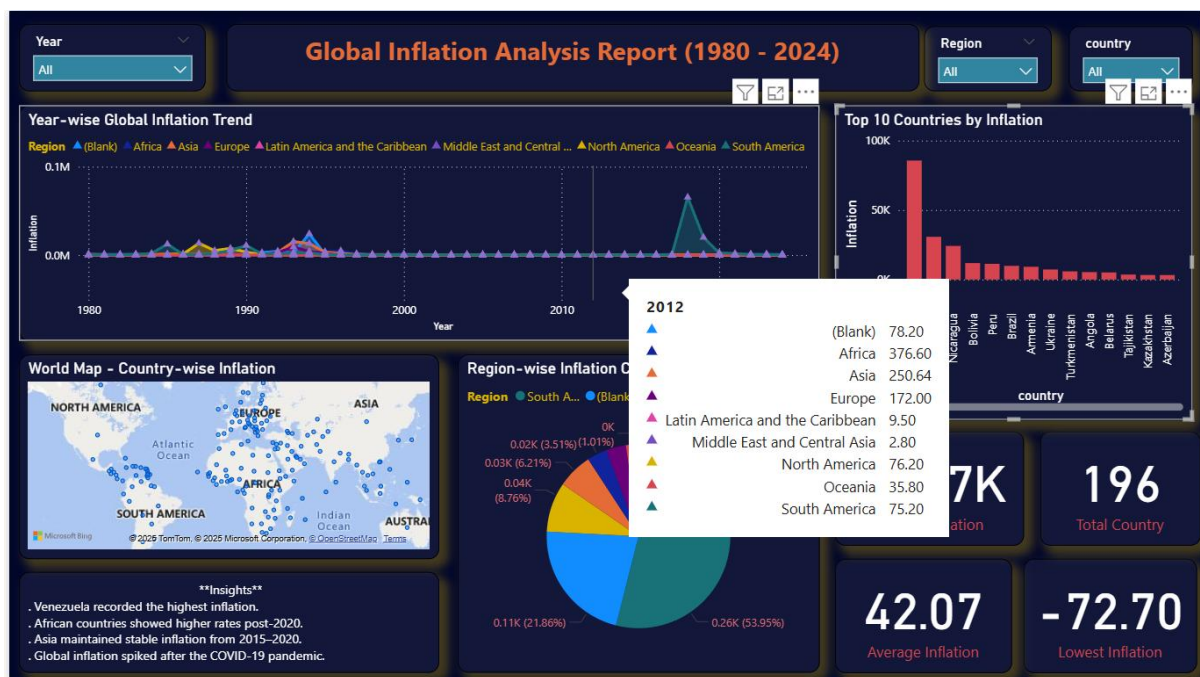 Year
All
Global Inflation Analysis Report (1980 - 2024)
Region
All
country
All
Year-wise Global Inflation Trend
Region (Blank) Africa Asia Europe Latin America and the Caribbean Middle East and Central ... North America Oceania South America
0.1M
0.0M
Inflation
1980 1990 2000 2010
Year
Top 10 Countries by Inflation
100K
50K
0K
Inflation
Nicaragua
Bolivia
Peru
Brazil
Armenia
Ukraine
Turkmenistan
Angola
Belarus
Tajikistan
Kazakhstan
Azerbaijan
country
2012
(Blank) 78.20
Africa 376.60
Asia 250.64
Europe 172.00
Latin America and the Caribbean 9.50
Middle East and Central Asia 2.80
North America 76.20
Oceania 35.80
South America 75.20
World Map - Country-wise Inflation
NORTH AMERICA
EUROPE
ASIA
Atlantic
Ocean
AFRICA
SOUTH AMERICA
Indian
Ocean
AUSTRA
Microsoft Bing
© 2025 TomTom, © 2025 Microsoft Corporation, © OpenStreetMap Terms
Region-wise Inflation C
Region South A... (Blank
0K
(1.01%)
0.02K (3.51%)
0.03K (6.21%)
0.04K
(8.76%)
0.11K (21.86%)
0.26K (53.95%)
7K
ation
196
Total Country
42.07
Average Inflation
-72.70
Lowest Inflation
**Insights**
. Venezuela recorded the highest inflation.
. African countries showed higher rates post-2020.
. Asia maintained stable inflation from 2015–2020.
. Global inflation spiked after the COVID-19 pandemic.